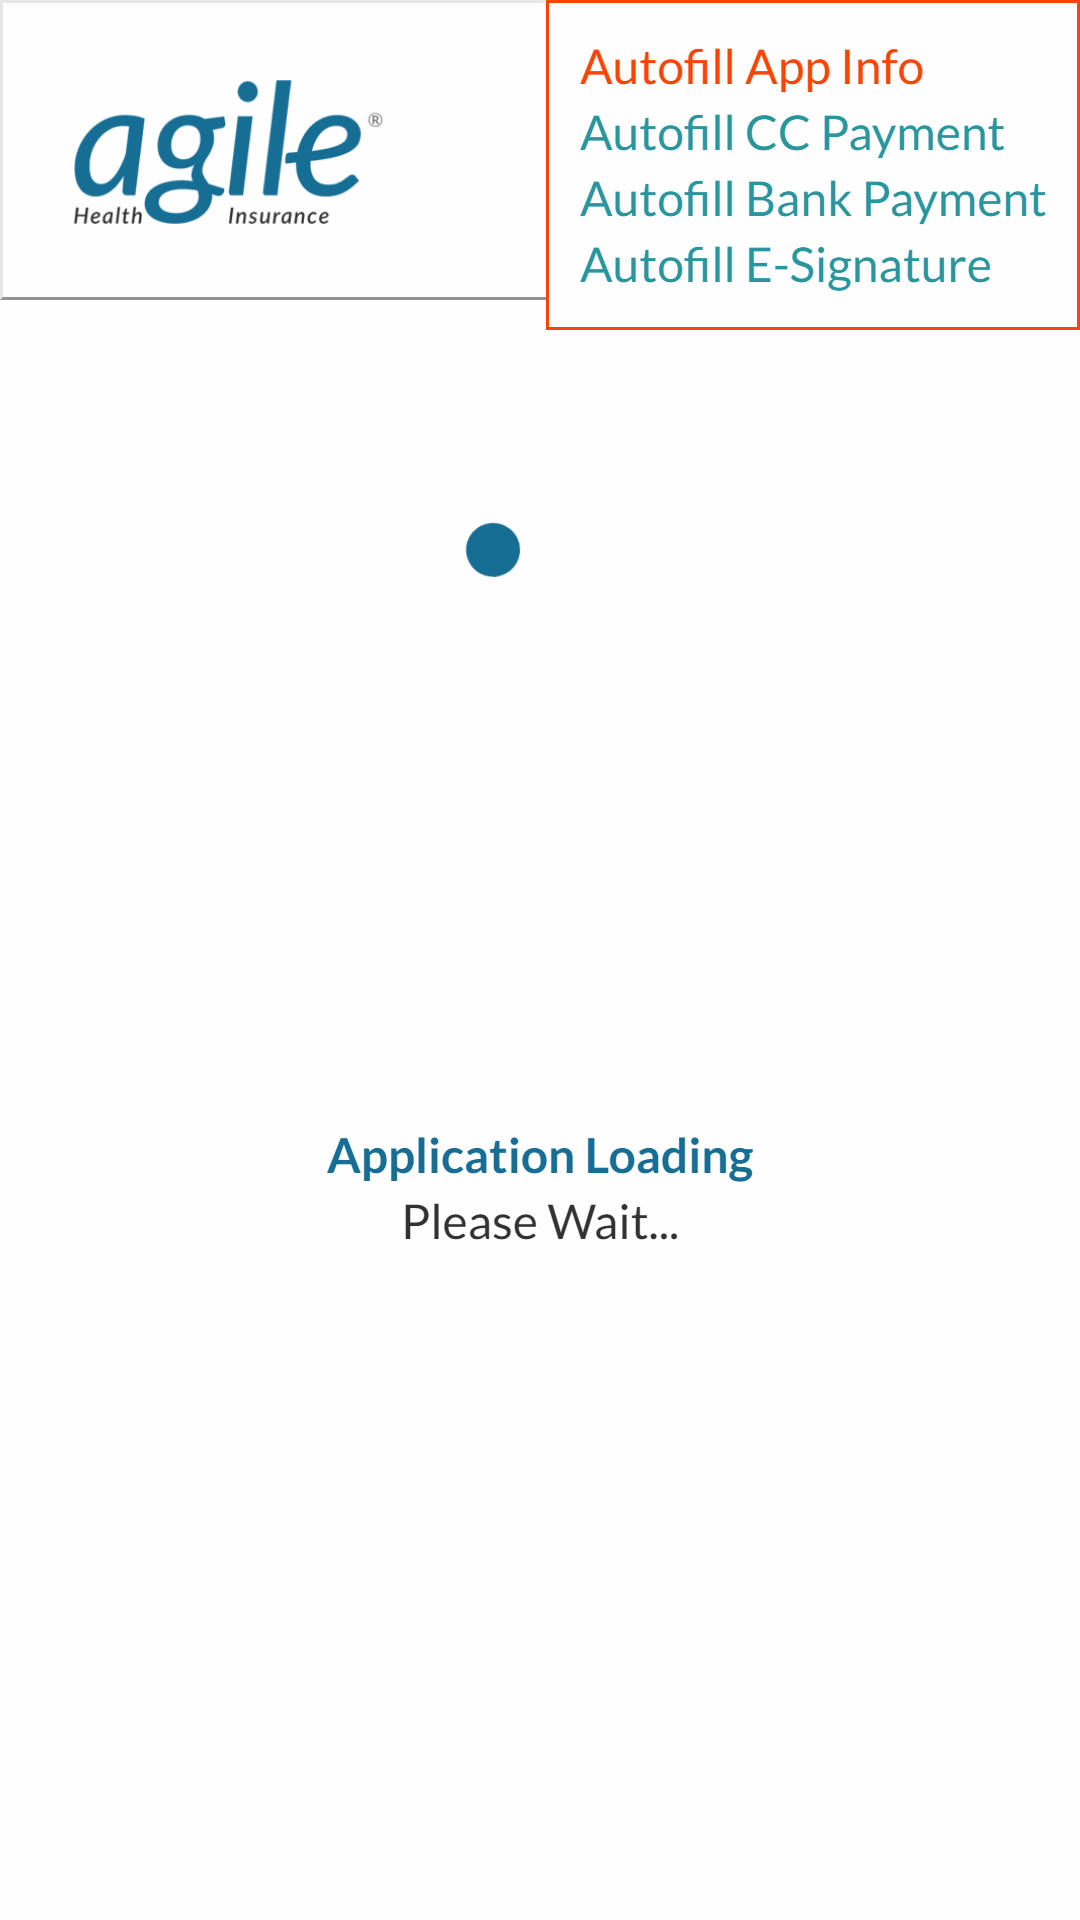 agile®
Health Insurance
Autofill App Info
Autofill CC Payment
Autofill Bank Payment
Autofill E-Signature
Application Loading
Please Wait...